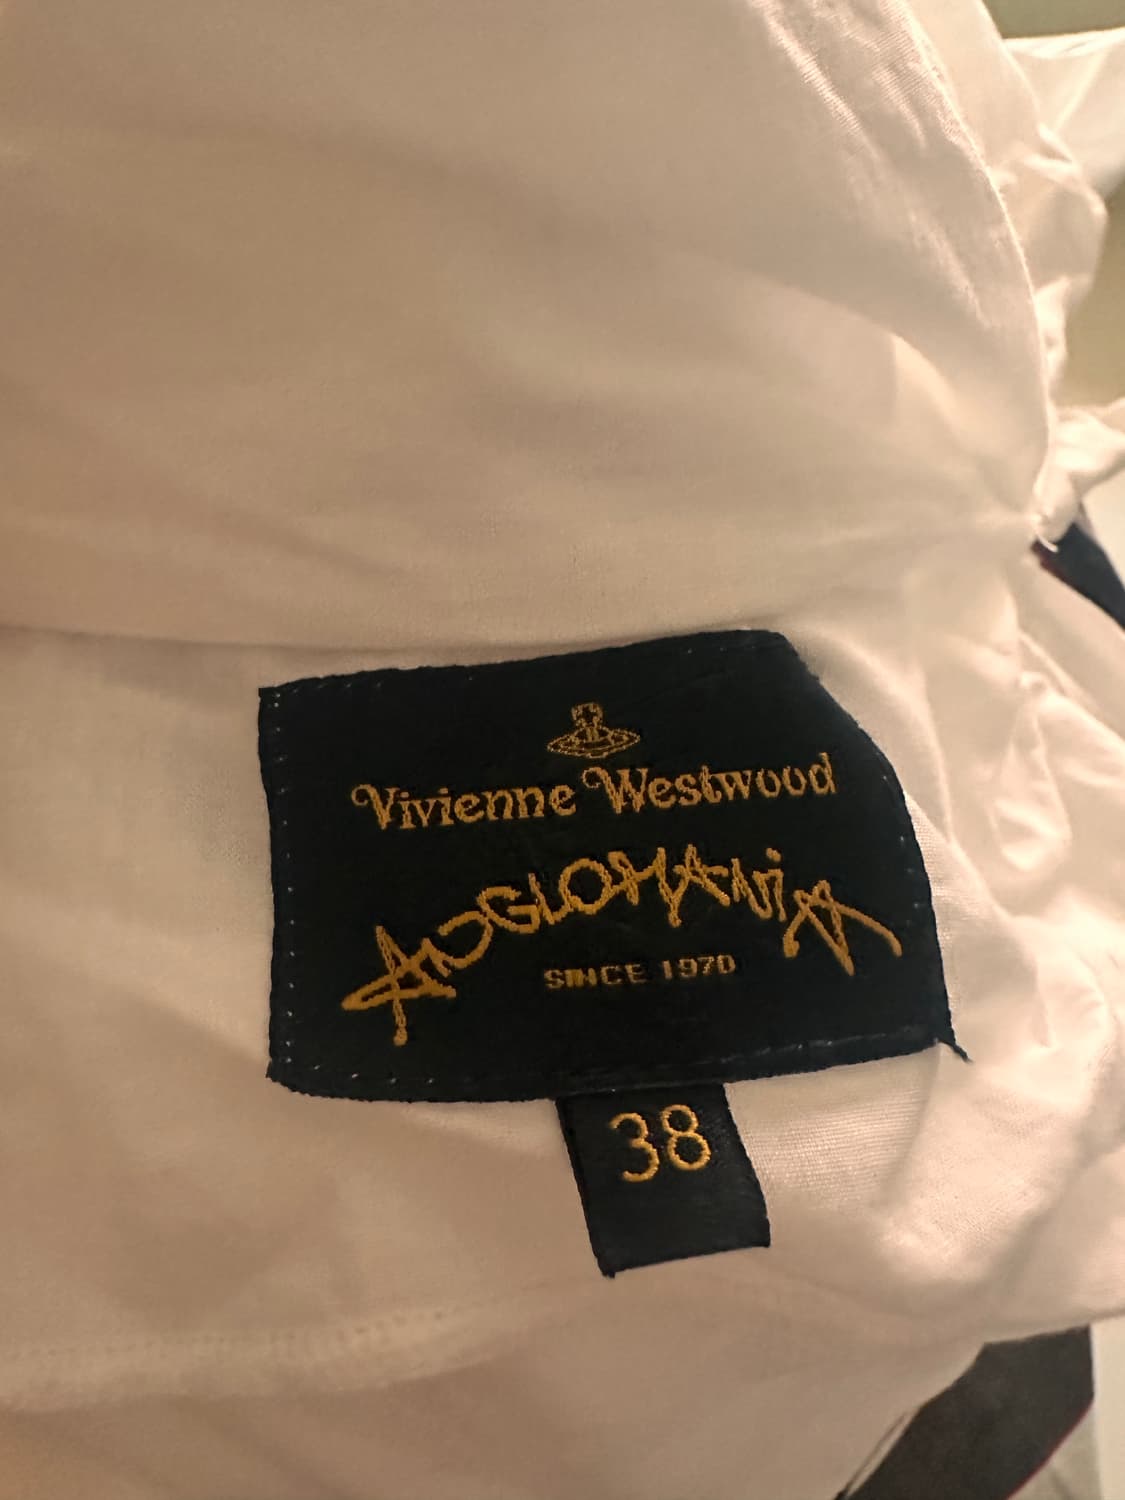 Vivienne Westwood
ANGLOMANIA
SINCE 1970
38